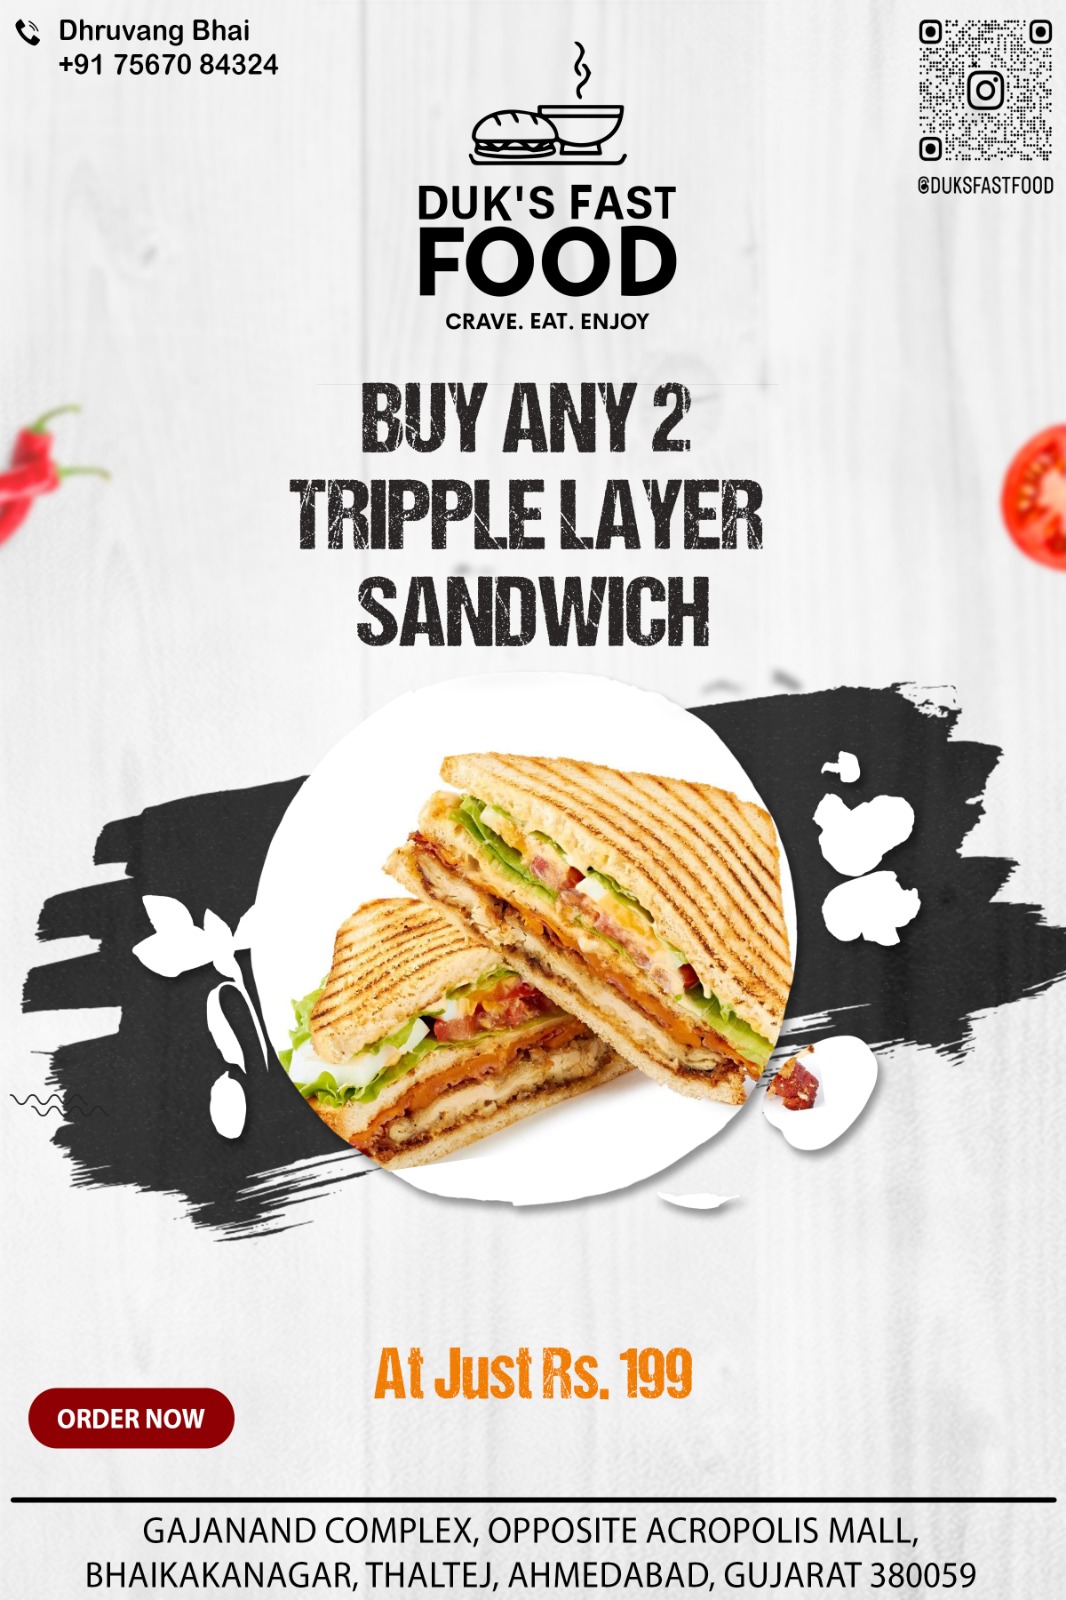 Dhruvang Bhai
+91 75670 84324
@DUKSFASTFOOD
DUK'S FAST
FOOD
CRAVE. EAT. ENJOY
BUY ANY 2
TRIPPLE LAYER
SANDWICH
At Just Rs. 199
ORDER NOW
GAJANAND COMPLEX, OPPOSITE ACROPOLIS MALL,
BHAIKAKANAGAR, THALTEJ, AHMEDABAD, GUJARAT 380059